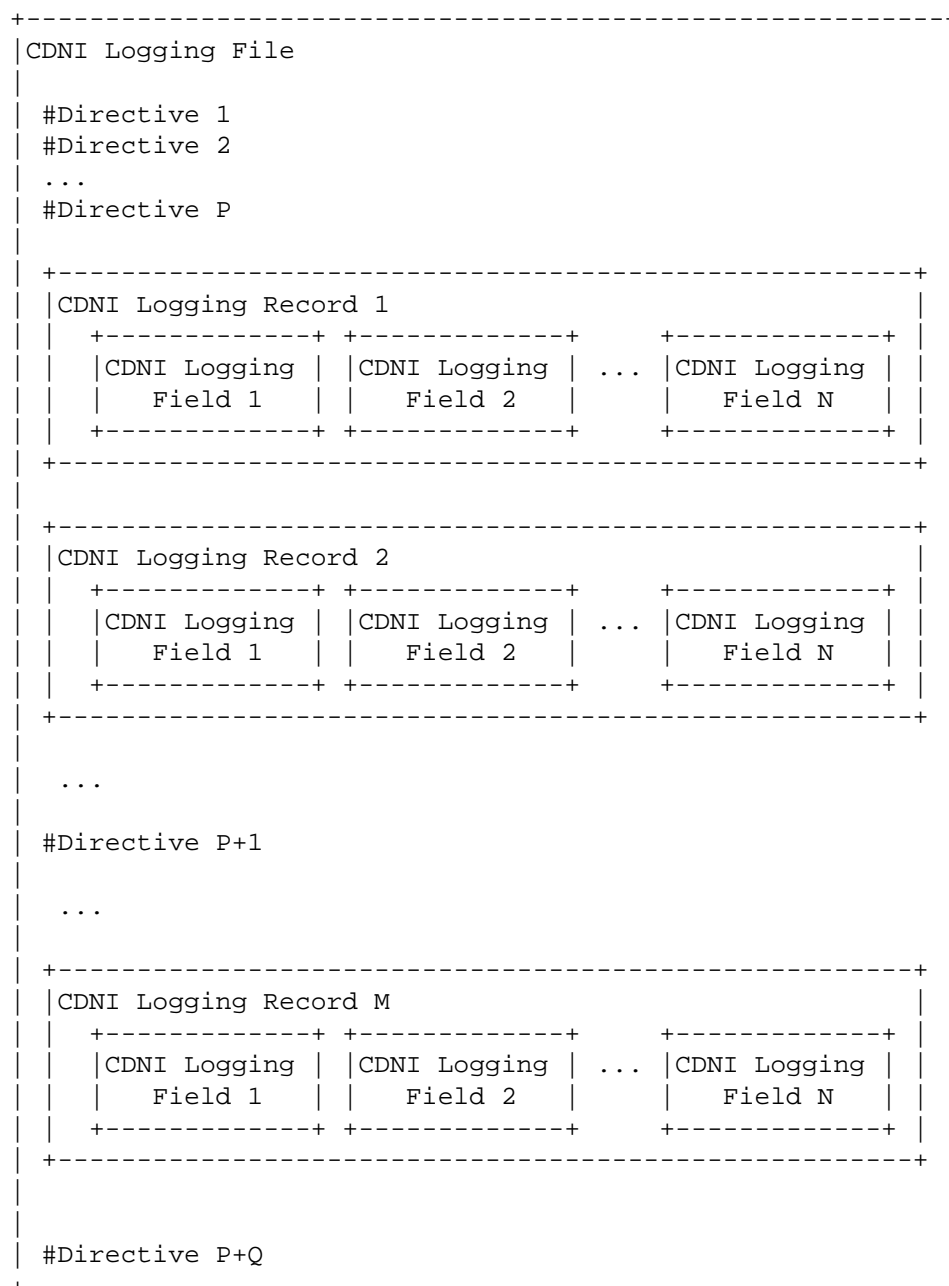 CDNI Logging File
#Directive 1
#Directive 2
...
#Directive P
CDNI Logging Record 1
CDNI Logging CDNI Logging ... CDNI Logging
Field 1 Field 2 Field N
CDNI Logging Record 2
CDNI Logging CDNI Logging ... CDNI Logging
Field 1 Field 2 Field N
...
#Directive P+1
...
CDNI Logging Record M
CDNI Logging CDNI Logging ... CDNI Logging
Field 1 Field 2 Field N
#Directive P+Q